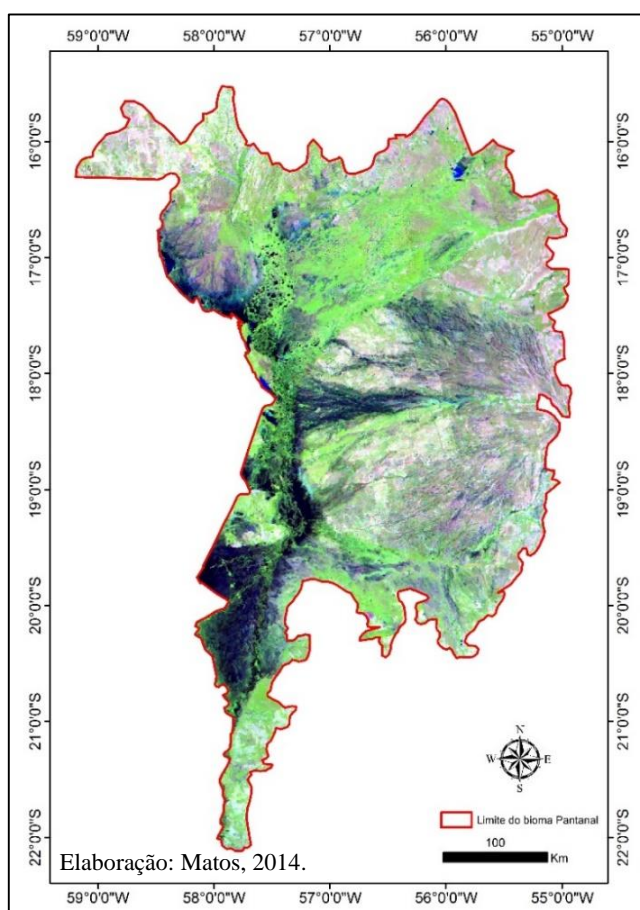 59°0'0"W 58°0'0"W 57°0'0"W 56°0'0"W 55°0'0"W
16°0'0"S 16°0'0"S
17°0'0"S 17°0'0"S
18°0'0"S 18°0'0"S
19°0'0"S 19°0'0"S
20°0'0"S 20°0'0"S
21°0'0"S 21°0'0"S
22°0'0"S 22°0'0"S
N
W E
S
Limite do bioma Pantanal
100
Km
Elaboração: Matos, 2014.
59°0'0"W 58°0'0"W 57°0'0"W 56°0'0"W 55°0'0"W